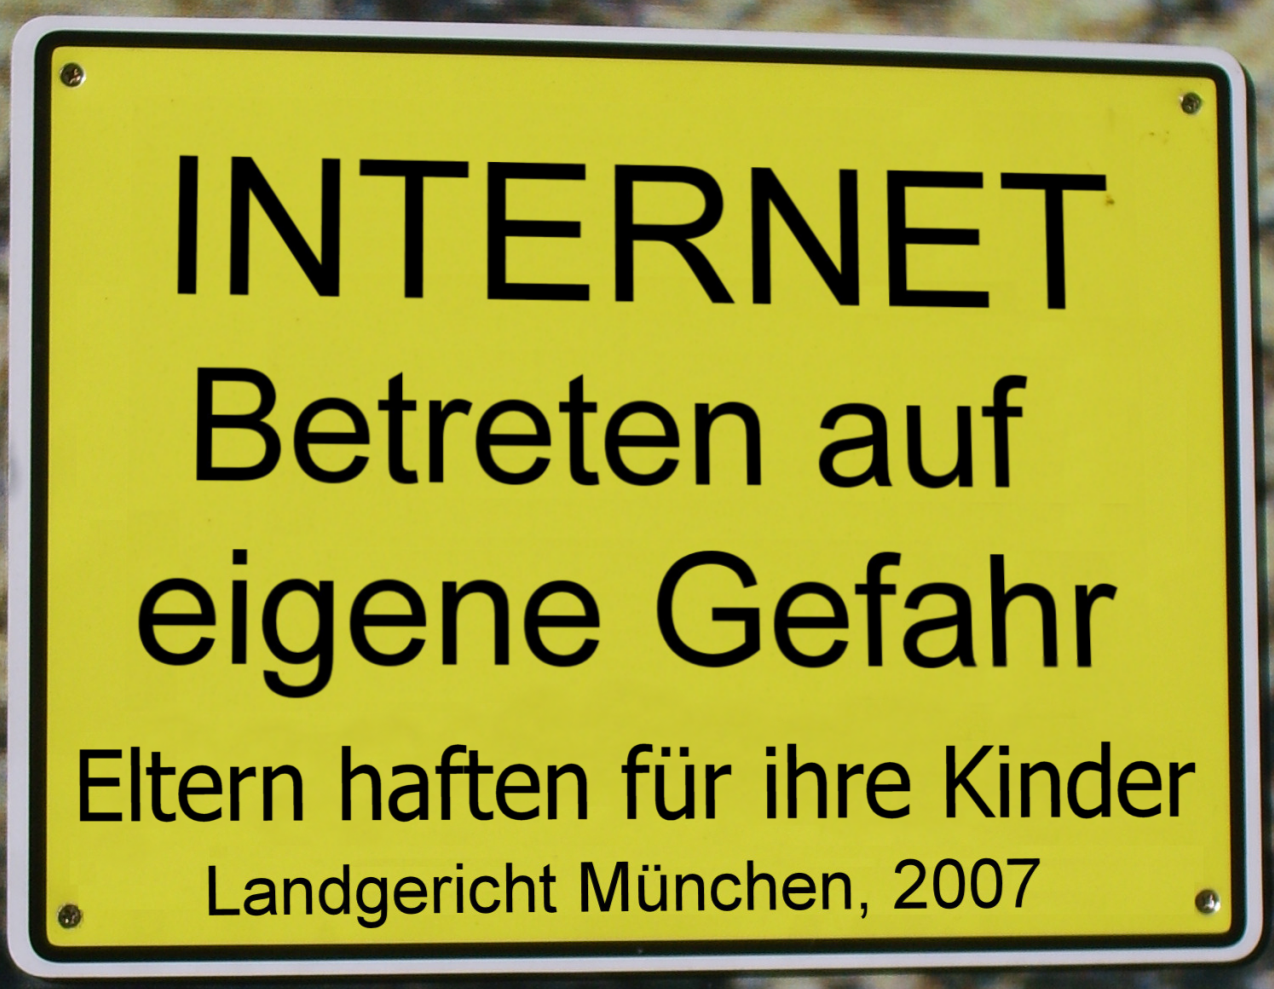 INTERNET
Betreten auf
eigene Gefahr
Eltern haften für ihre Kinder
Landgericht München, 2007